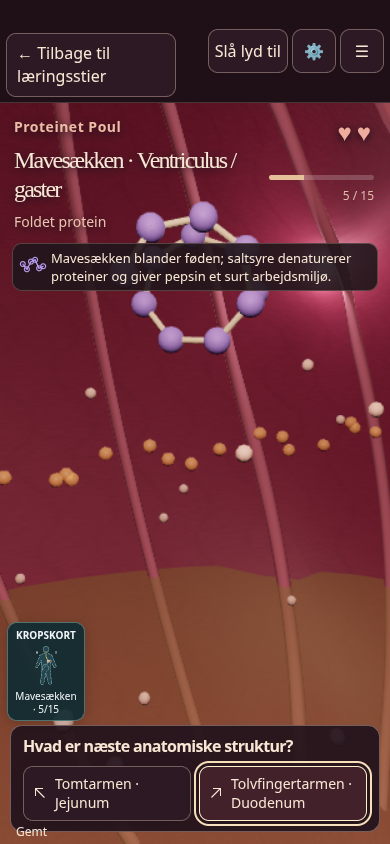 ← Tilbage til
læringsstier
Slå lyd til
Proteinet Poul
Mavesækken · Ventriculus /
gaster
5 / 15
Foldet protein
Mavesækken blander føden; saltsyre denaturerer
proteiner og giver pepsin et surt arbejdsmiljø.
KROPSKORT
Mavesækken
· 5/15
Hvad er næste anatomiske struktur?
Tomtarmen ·
Jejunum
Tolvfingertarmen ·
Duodenum
Gemt